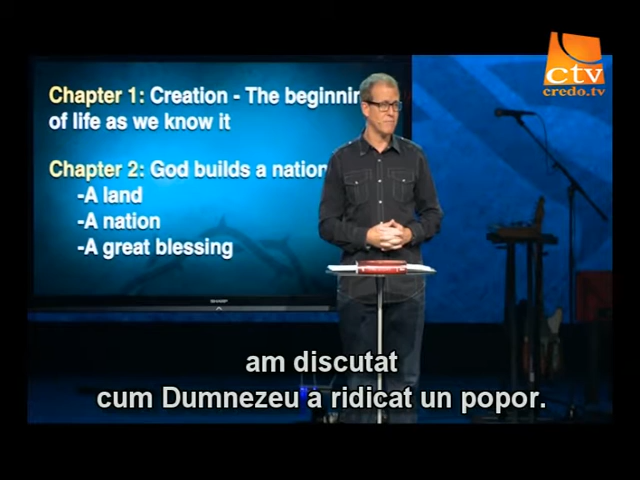 ctv
credo.tv
Chapter 1: Creation - The beginnin
of life as we know it
Chapter 2: God builds a nation
-A land
-A nation
-A great blessing
SHARP
am discutat
cum Dumnezeu a ridicat un popor.